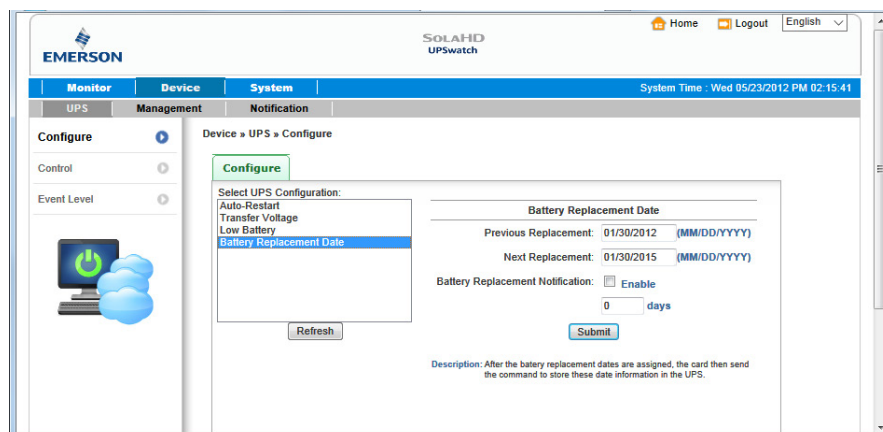 Home Logout English
EMERSON
SOLAHD
UPSwatch
Monitor Device System System Time : Wed 05/23/2012 PM 02:15:41
UPS Management Notification
Configure
Control
Event Level
Device » UPS » Configure
Configure
Select UPS Configuration:
Auto-Restart
Transfer Voltage
Low Battery
Battery Replacement Date
Refresh
Battery Replacement Date
Previous Replacement: 01/30/2012 (MM/DD/YYYY)
Next Replacement: 01/30/2015 (MM/DD/YYYY)
Battery Replacement Notification: Enable
0 days
Submit
Description: After the batery replacement dates are assigned, the card then send
the command to store these date information in the UPS.